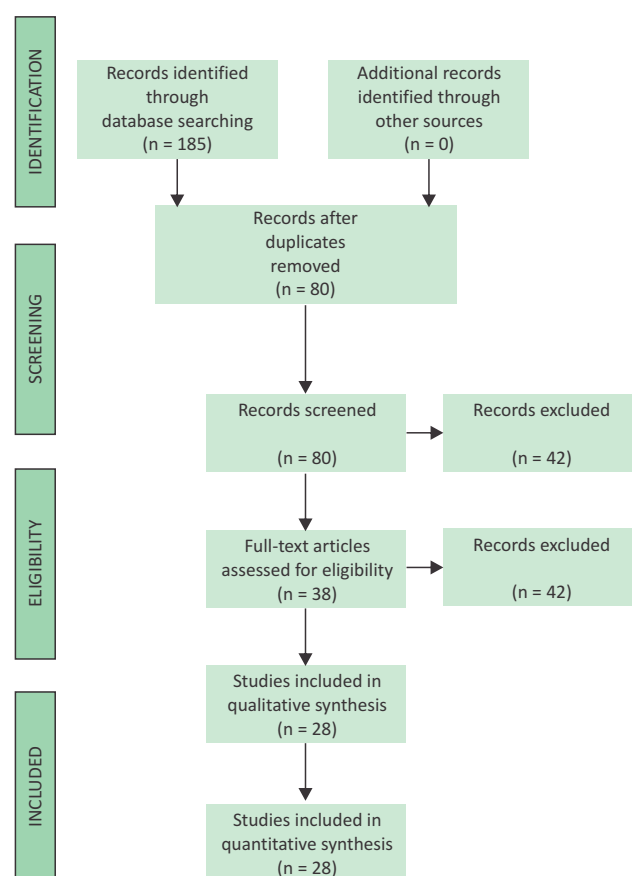 IDENTIFICATION
Records identified
through
database searching
(n = 185)
Additional records
identified through
other sources
(n = 0)
Records after
duplicates
removed
(n = 80)
SCREENING
Records screened
(n = 80)
Records excluded
(n = 42)
ELIGIBILITY
Full-text articles
assessed for eligibility
(n = 38)
Records excluded
(n = 42)
Studies included in
qualitative synthesis
(n = 28)
INCLUDED
Studies included in
quantitative synthesis
(n = 28)